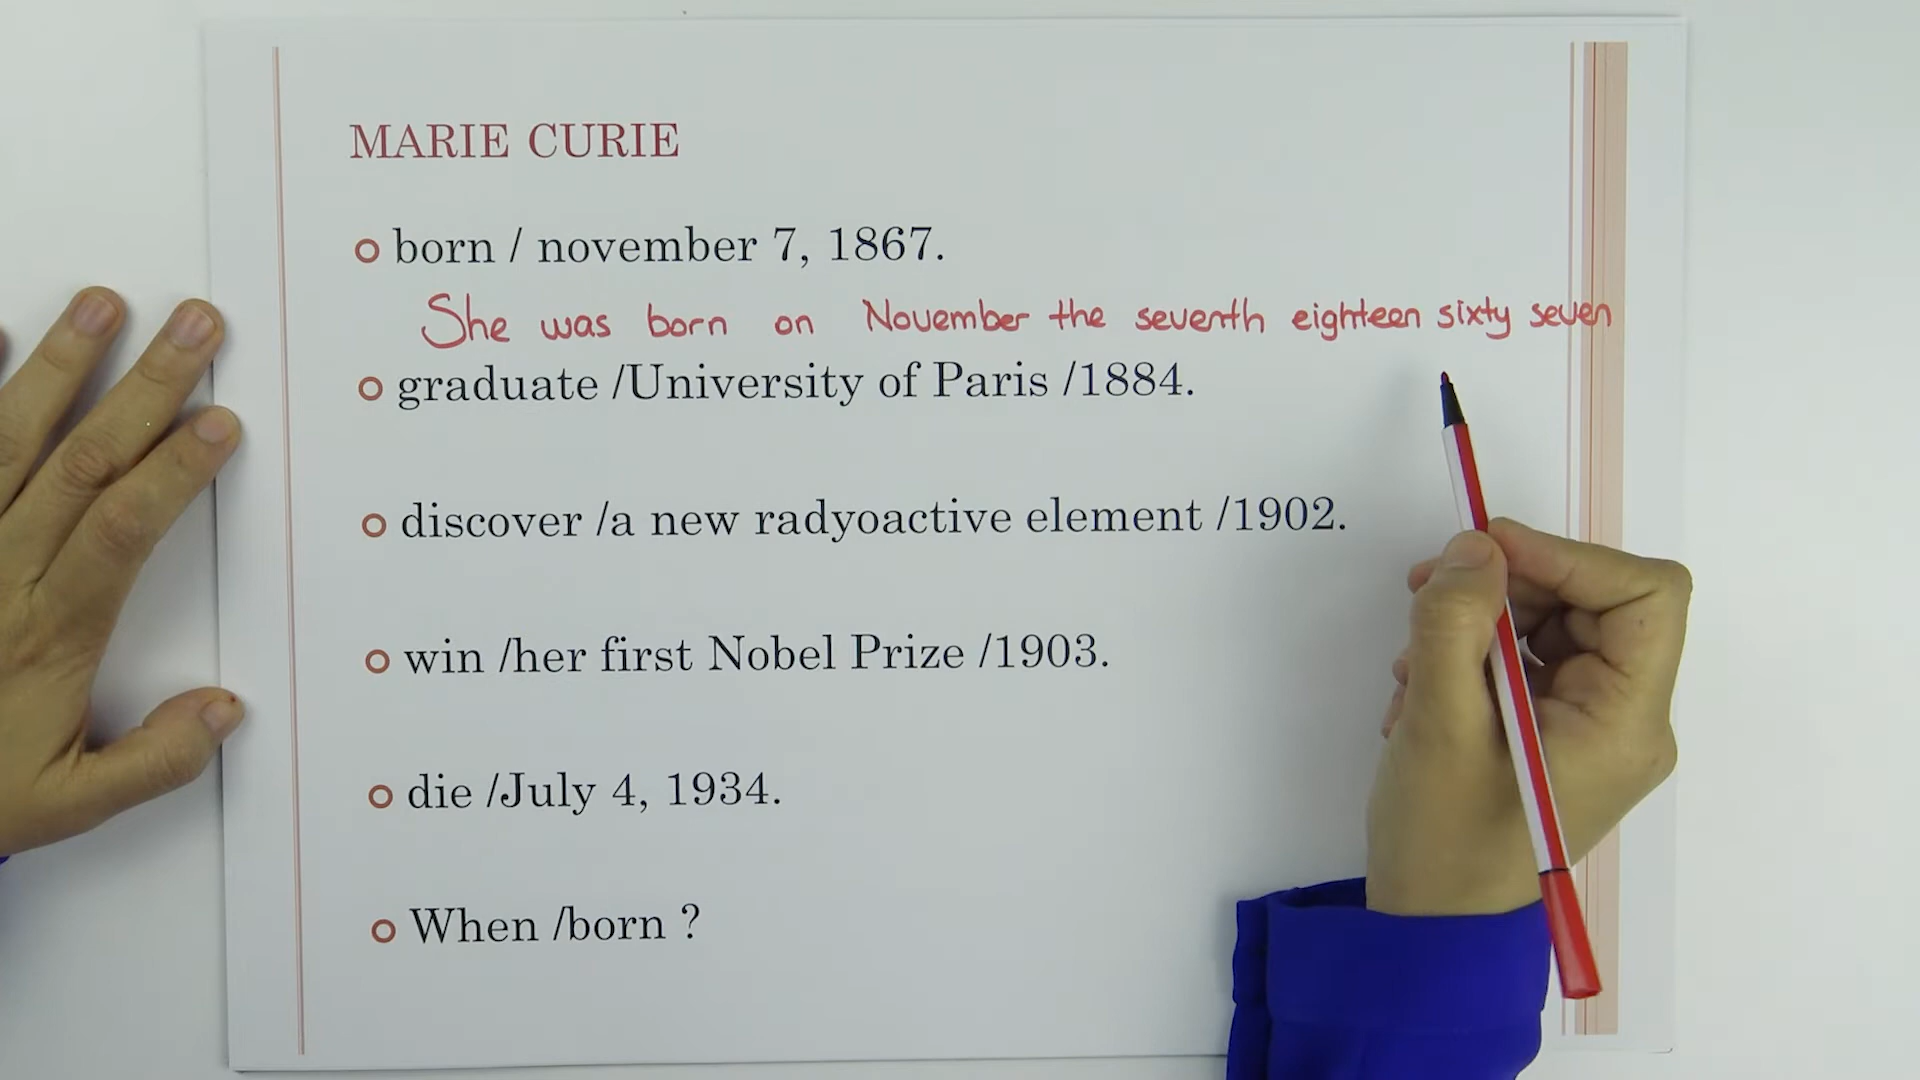 MARIE CURIE
born / november 7, 1867.
She was born on November the seventh eighteen sixty seven
graduate /University of Paris /1884.
discover /a new radyoactive element /1902.
win /her first Nobel Prize /1903.
die /July 4, 1934.
When /born ?